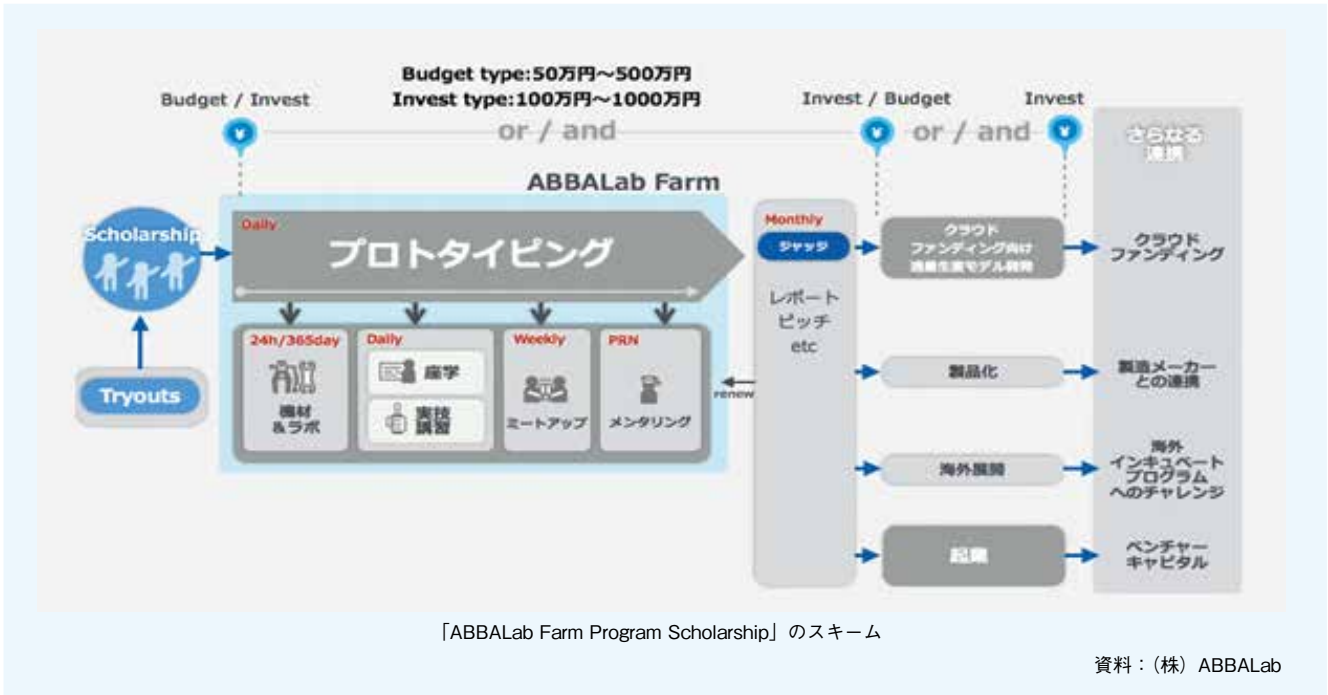 Budget type:50万円～500万円
Invest type:100万円～1000万円
Budget / Invest
or / and
Invest / Budget
or / and
Invest
¥
¥
¥
さらなる
連携
ABBALab Farm
Scholarship
Tryouts
Daily
プロトタイピング
24h/365day
機材
&ラボ
Daily
座学
実技
講習
Weekly
ミートアップ
PRN
メンタリング
renew
Monthly
ジャッジ
レポート
ピッチ
etc
クラウド
ファンディング向け
適量生産モデル開発
クラウド
ファンディング
製品化
製造メーカー
との連携
海外展開
海外
インキュベート
プログラム
へのチャレンジ
起業
ベンチャー
キャピタル
「ABBALab Farm Program Scholarship」のスキーム
資料：（株）ABBALab